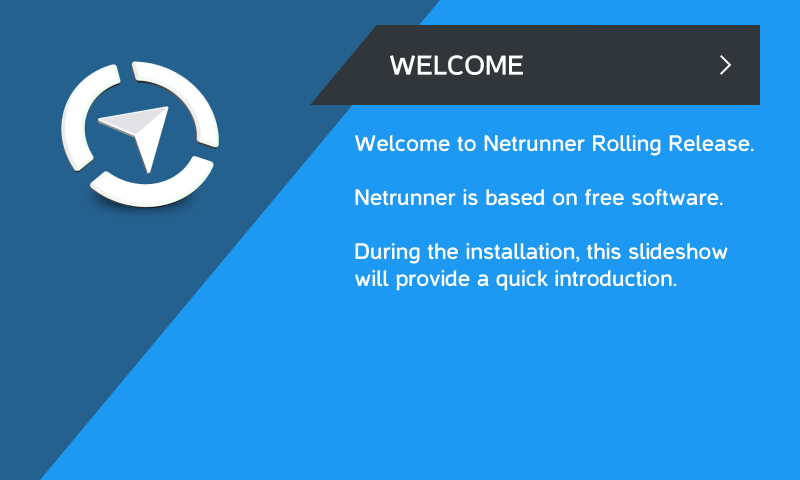 WELCOME
Welcome to Netrunner Rolling Release.
Netrunner is based on free software.
During the installation, this slideshow
will provide a quick introduction.